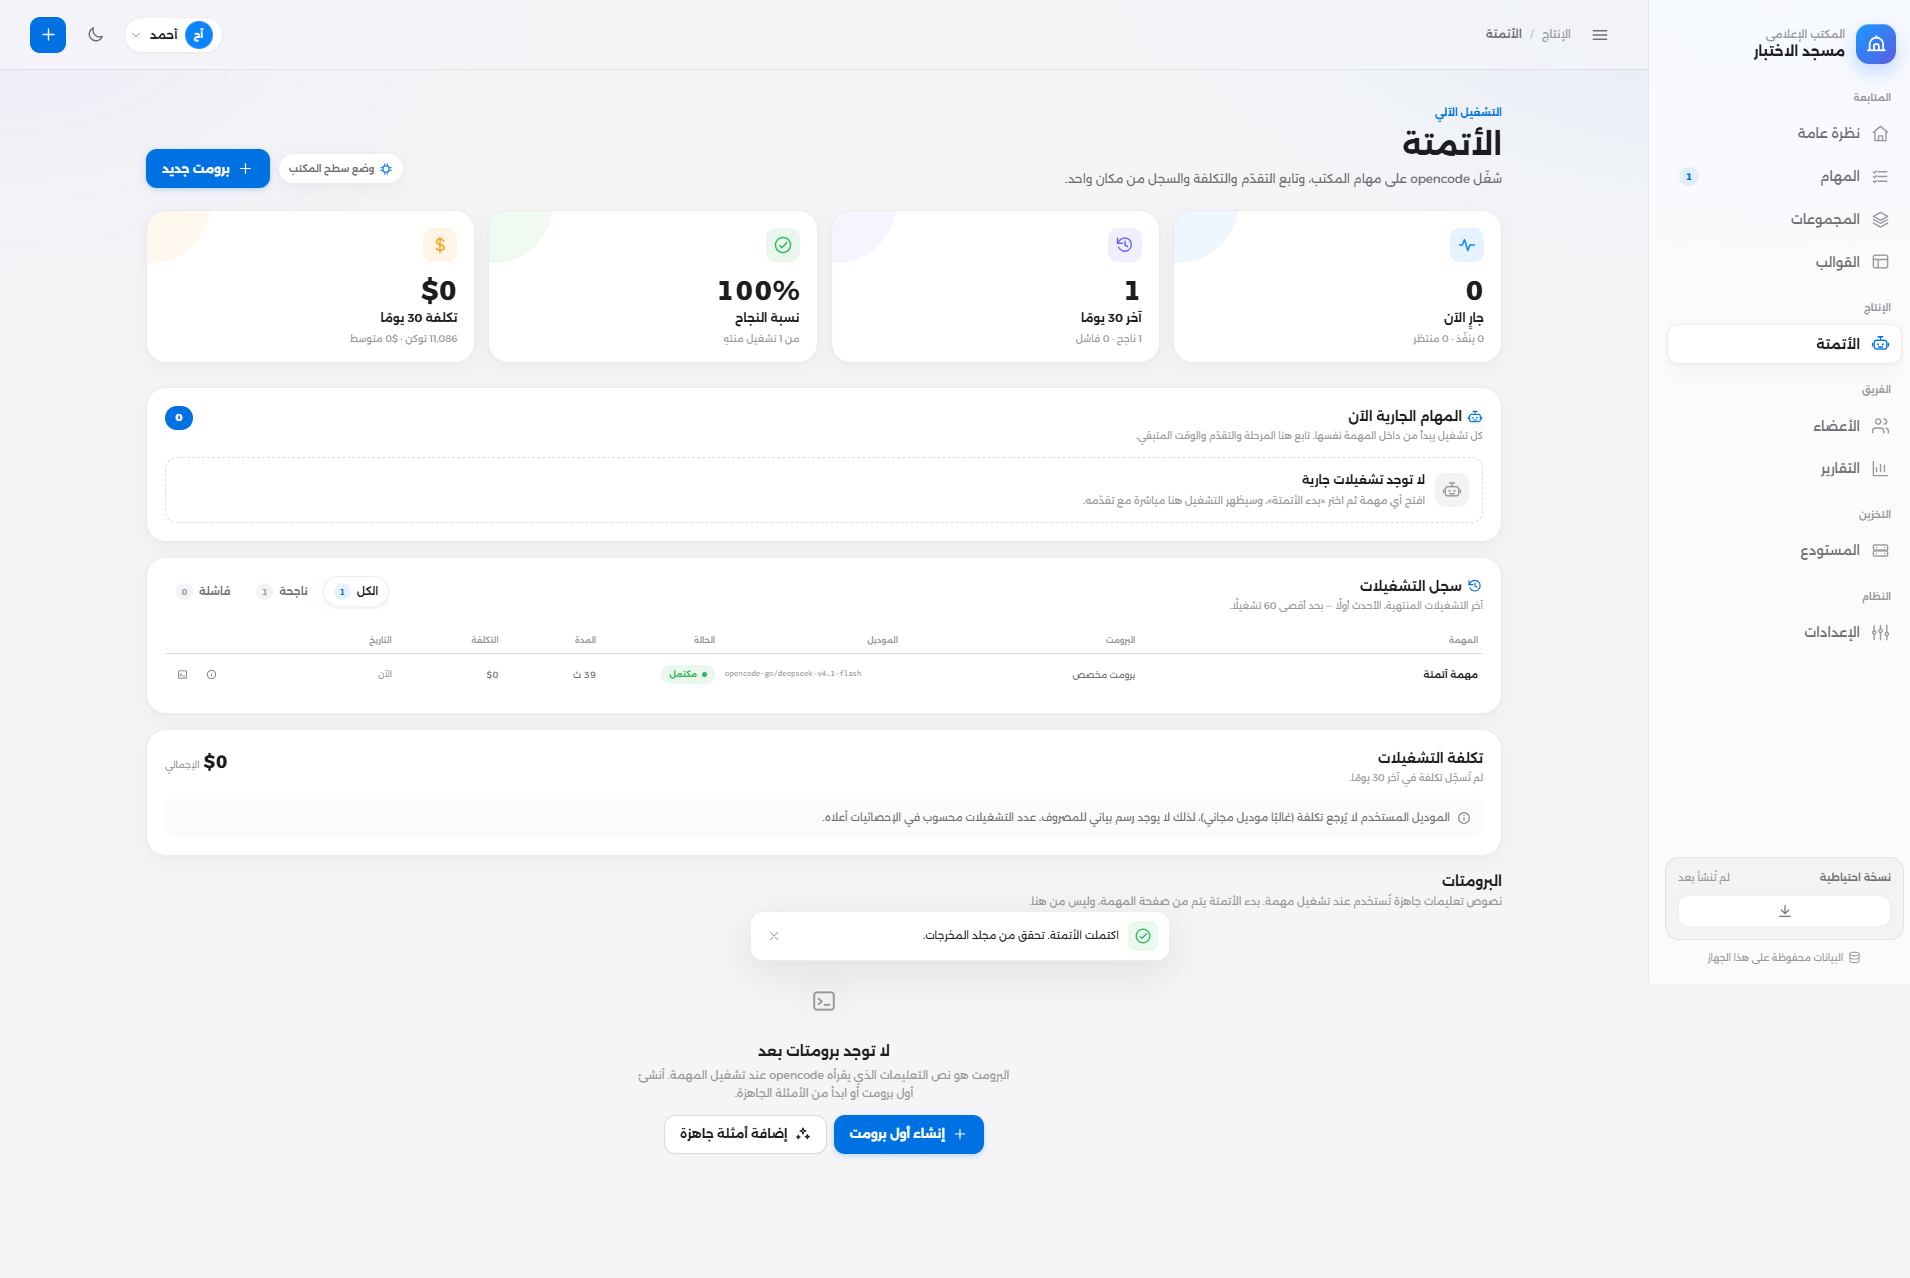 المكتب الإعلامي
مسجد الاختبار
المتابعة
نظرة عامة
المهام
1
المجموعات
القوالب
الإنتاج
الأتمتة
الفريق
الأعضاء
التقارير
التخزين
المستودع
النظام
الإعدادات
نسخة احتياطية
لم تُنشأ بعد
البيانات محفوظة على هذا الجهاز
الإنتاج / الأتمتة
أح أحمد
التشغيل الآلي
الأتمتة
شغّل opencode على مهام المكتب، وتابع التقدّم والتكلفة والسجل من مكان واحد.
وضع سطح المكتب
برومت جديد
0
جارٍ الآن
0 ينفّذ · 0 منتظر
1
آخر 30 يومًا
1 ناجح · 0 فاشل
100%
نسبة النجاح
من 1 تشغيل منتهٍ
$0
تكلفة 30 يومًا
11,086 توكن · $0 متوسط
المهام الجارية الآن
0
كل تشغيل يبدأ من داخل المهمة نفسها. تابع هنا المرحلة والتقدّم والوقت المتبقي.
لا توجد تشغيلات جارية
افتح أي مهمة ثم اختر «بدء الأتمتة»، وسيظهر التشغيل هنا مباشرة مع تقدّمه.
سجل التشغيلات
آخر التشغيلات المنتهية، الأحدث أولًا — بحد أقصى 60 تشغيلًا.
الكل 1 ناجحة 1 فاشلة 0
المهمة البرومت الموديل الحالة المدة التكلفة التاريخ
مهمة أتمتة برومت مخصص opencode-go/deepseek-v4.1-flash مكتمل 39 ث $0 الآن
تكلفة التشغيلات
لم تُسجّل تكلفة في آخر 30 يومًا.
$0 الإجمالي
الموديل المستخدم لا يُرجع تكلفة (غالبًا موديل مجاني)، لذلك لا يوجد رسم بياني للمصروف. عدد التشغيلات محسوب في الإحصائيات أعلاه.
البرومتات
نصوص تعليمات جاهزة تُستخدم عند تشغيل مهمة. بدء الأتمتة يتم من صفحة المهمة، وليس من هنا.
اكتملت الأتمتة. تحقق من مجلد المخرجات.
لا توجد برومتات بعد
البرومت هو نص التعليمات الذي يقرأه opencode عند تشغيل المهمة. أنشئ
أول برومت أو ابدأ من الأمثلة الجاهزة.
إنشاء أول برومت
إضافة أمثلة جاهزة